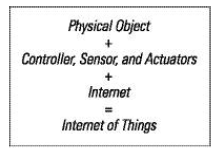 Physical Object
+
Controller, Sensor, and Actuators
+
Internet
=
Internet of Things